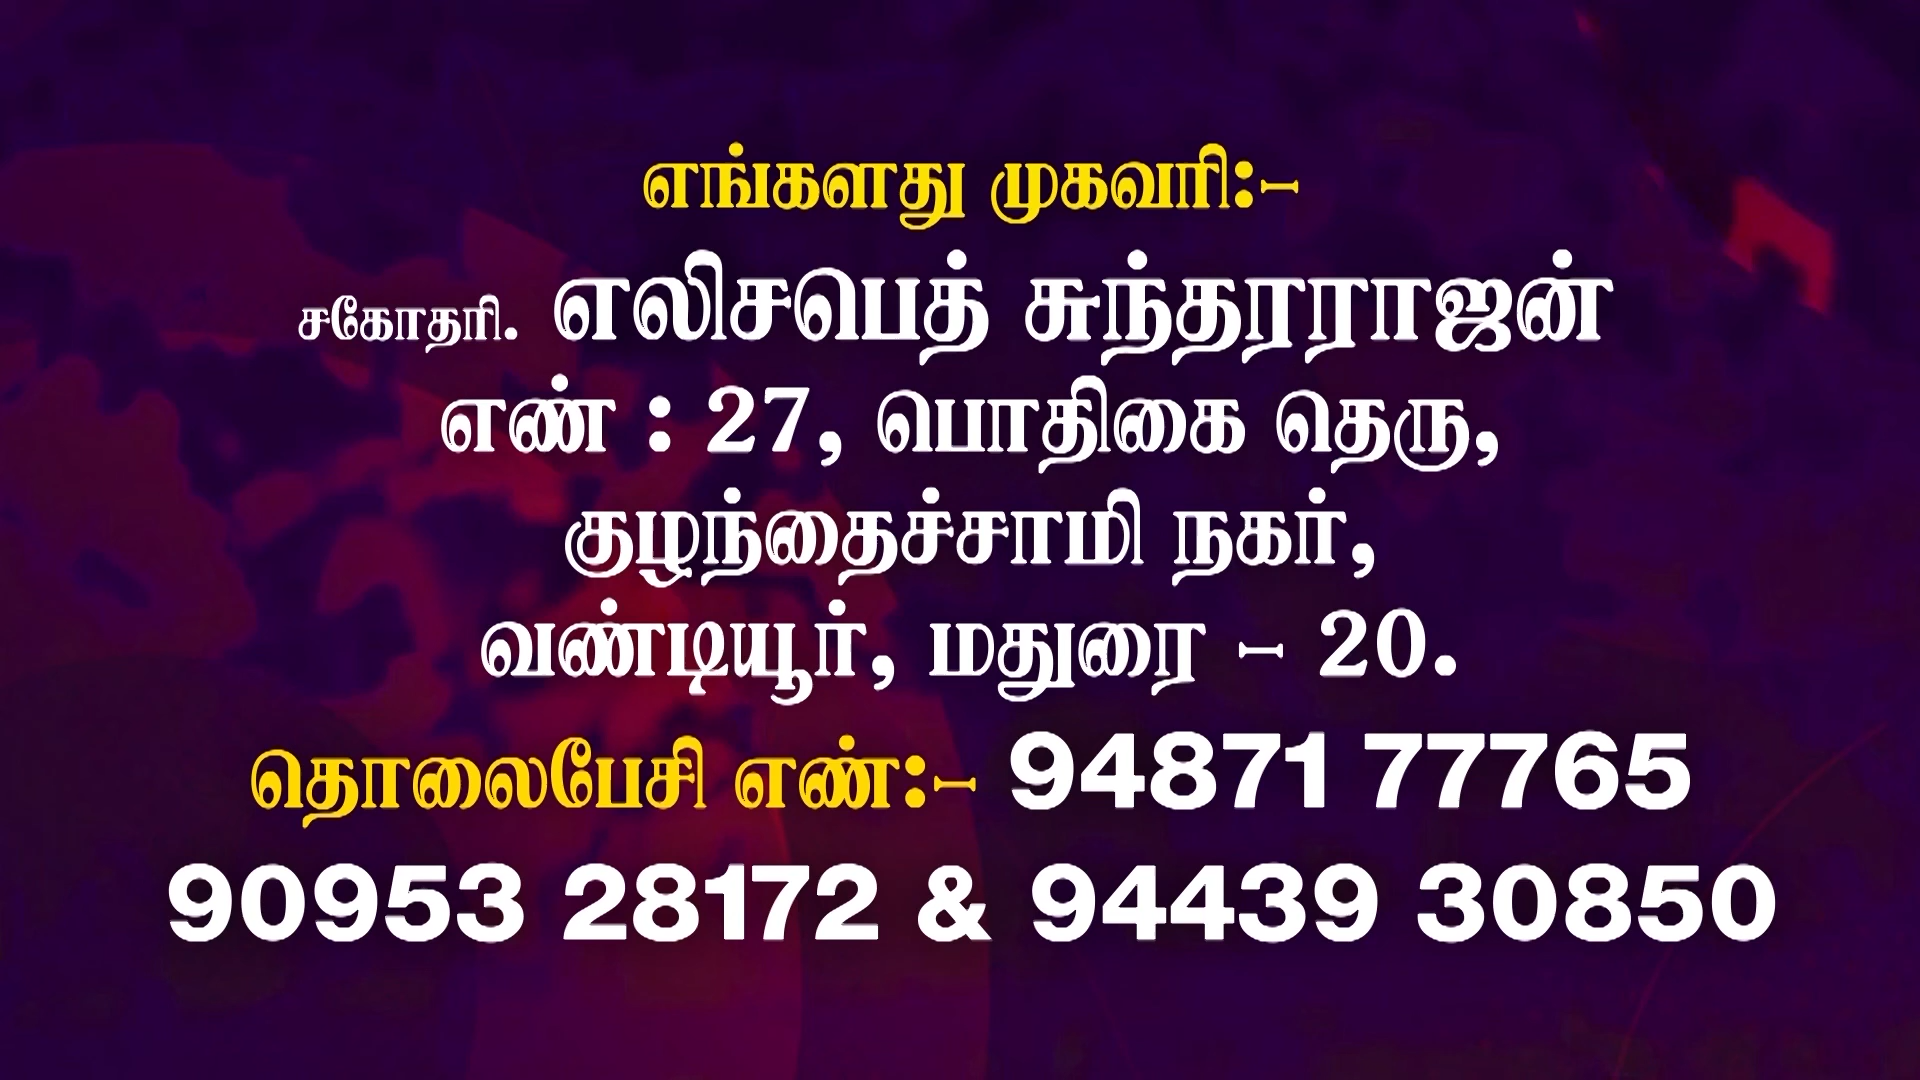 எங்களது முகவரி:-
சகோதரி. எலிசபெத் சுந்தரராஜன்
எண் : 27, பொதிகை தெரு,
குழந்தைச்சாமி நகர்,
வண்டியூர், மதுரை - 20.
தொலைபேசி எண்:- 94871 77765
90953 28172 & 94439 30850